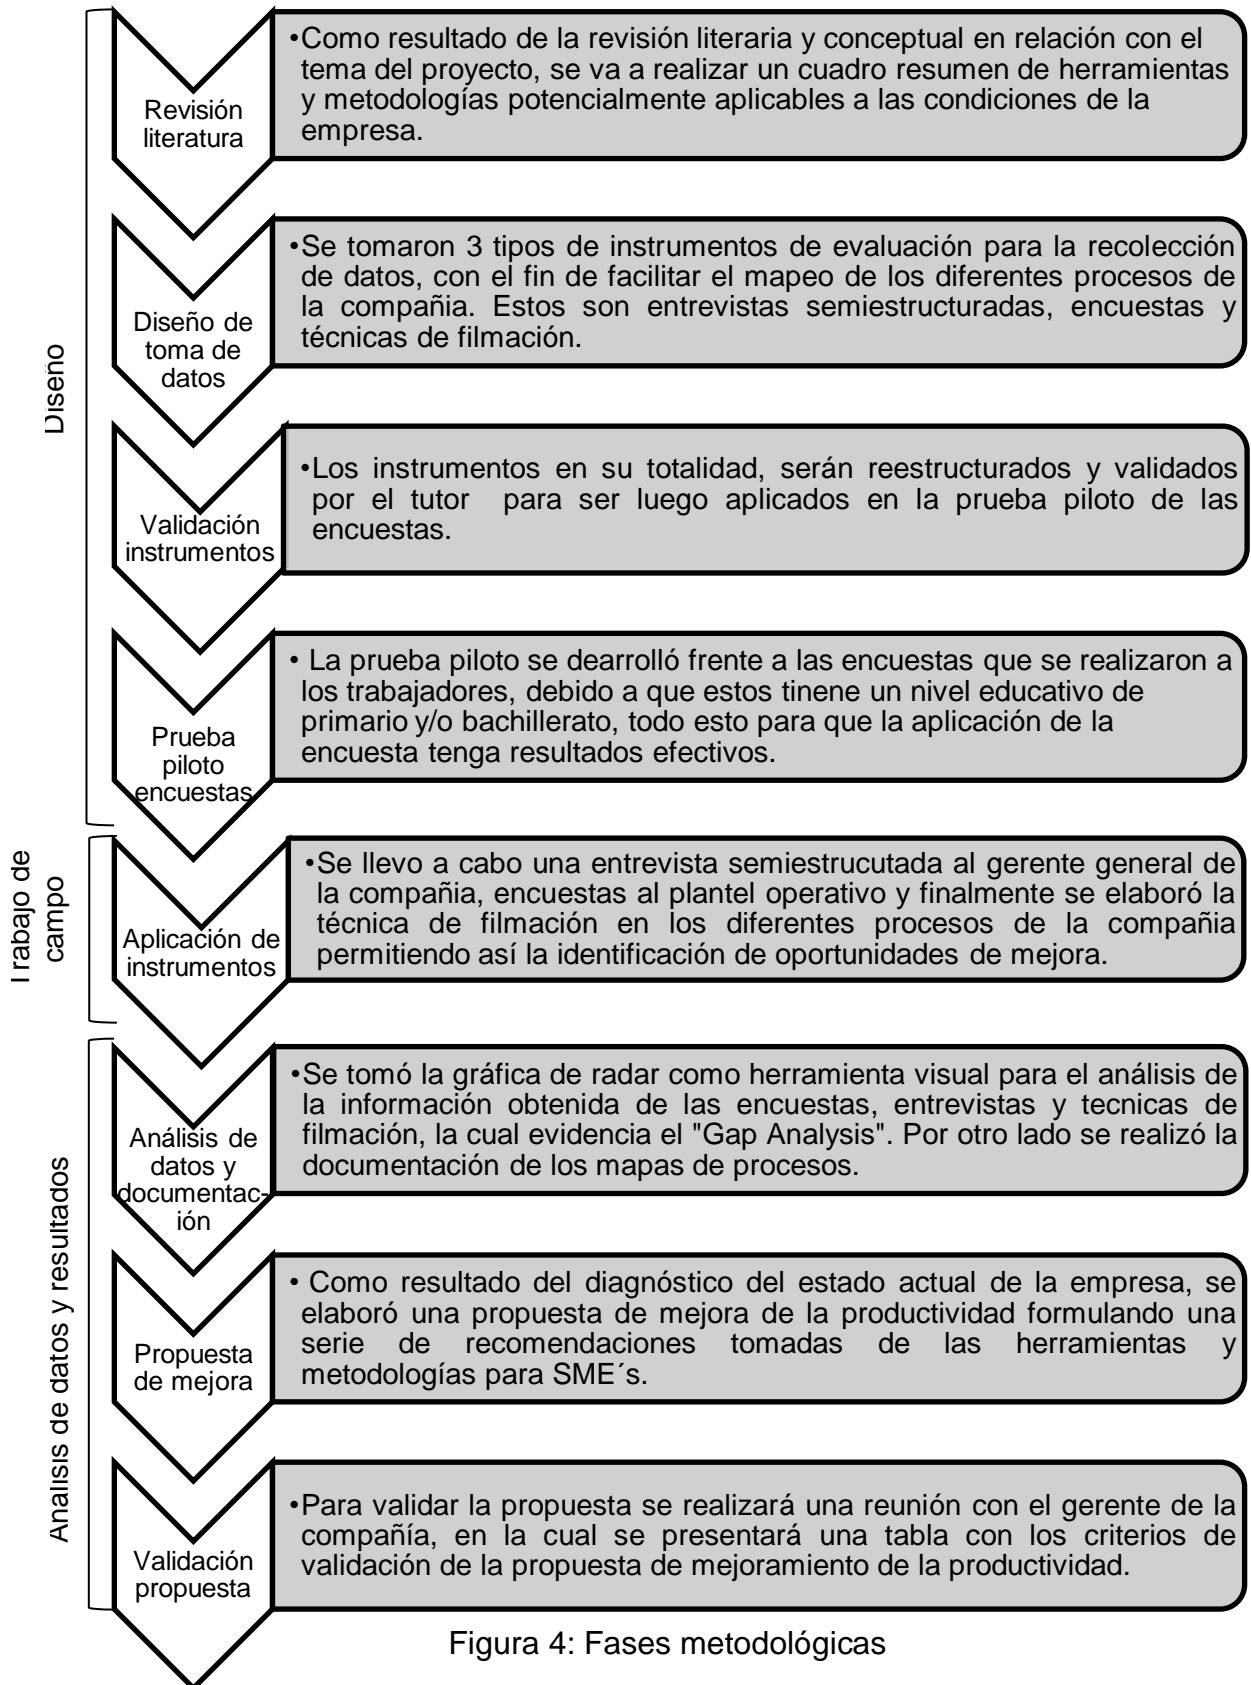 Diseño
Revisión
literatura
•Como resultado de la revisión literaria y conceptual en relación con el
tema del proyecto, se va a realizar un cuadro resumen de herramientas
y metodologías potencialmente aplicables a las condiciones de la
empresa.
Diseño de
toma de
datos
•Se tomaron 3 tipos de instrumentos de evaluación para la recolección
de datos, con el fin de facilitar el mapeo de los diferentes procesos de
la compañia. Estos son entrevistas semiestructuradas, encuestas y
técnicas de filmación.
Validación
instrumentos
•Los instrumentos en su totalidad, serán reestructurados y validados
por el tutor para ser luego aplicados en la prueba piloto de las
encuestas.
Prueba
piloto
encuestas
• La prueba piloto se dearrolló frente a las encuestas que se realizaron a
los trabajadores, debido a que estos tinene un nivel educativo de
primario y/o bachillerato, todo esto para que la aplicación de la
encuesta tenga resultados efectivos.
Trabajo de
campo
Aplicación de
instrumentos
•Se llevo a cabo una entrevista semiestrucutada al gerente general de
la compañia, encuestas al plantel operativo y finalmente se elaboró la
técnica de filmación en los diferentes procesos de la compañia
permitiendo así la identificación de oportunidades de mejora.
Analisis de datos y resultados
Análisis de
datos y
documentac-
ión
•Se tomó la gráfica de radar como herramienta visual para el análisis de
la información obtenida de las encuestas, entrevistas y tecnicas de
filmación, la cual evidencia el "Gap Analysis". Por otro lado se realizó la
documentación de los mapas de procesos.
Propuesta
de mejora
• Como resultado del diagnóstico del estado actual de la empresa, se
elaboró una propuesta de mejora de la productividad formulando una
serie de recomendaciones tomadas de las herramientas y
metodologías para SME´s.
Validación
propuesta
•Para validar la propuesta se realizará una reunión con el gerente de la
compañía, en la cual se presentará una tabla con los criterios de
validación de la propuesta de mejoramiento de la productividad.
Figura 4: Fases metodológicas